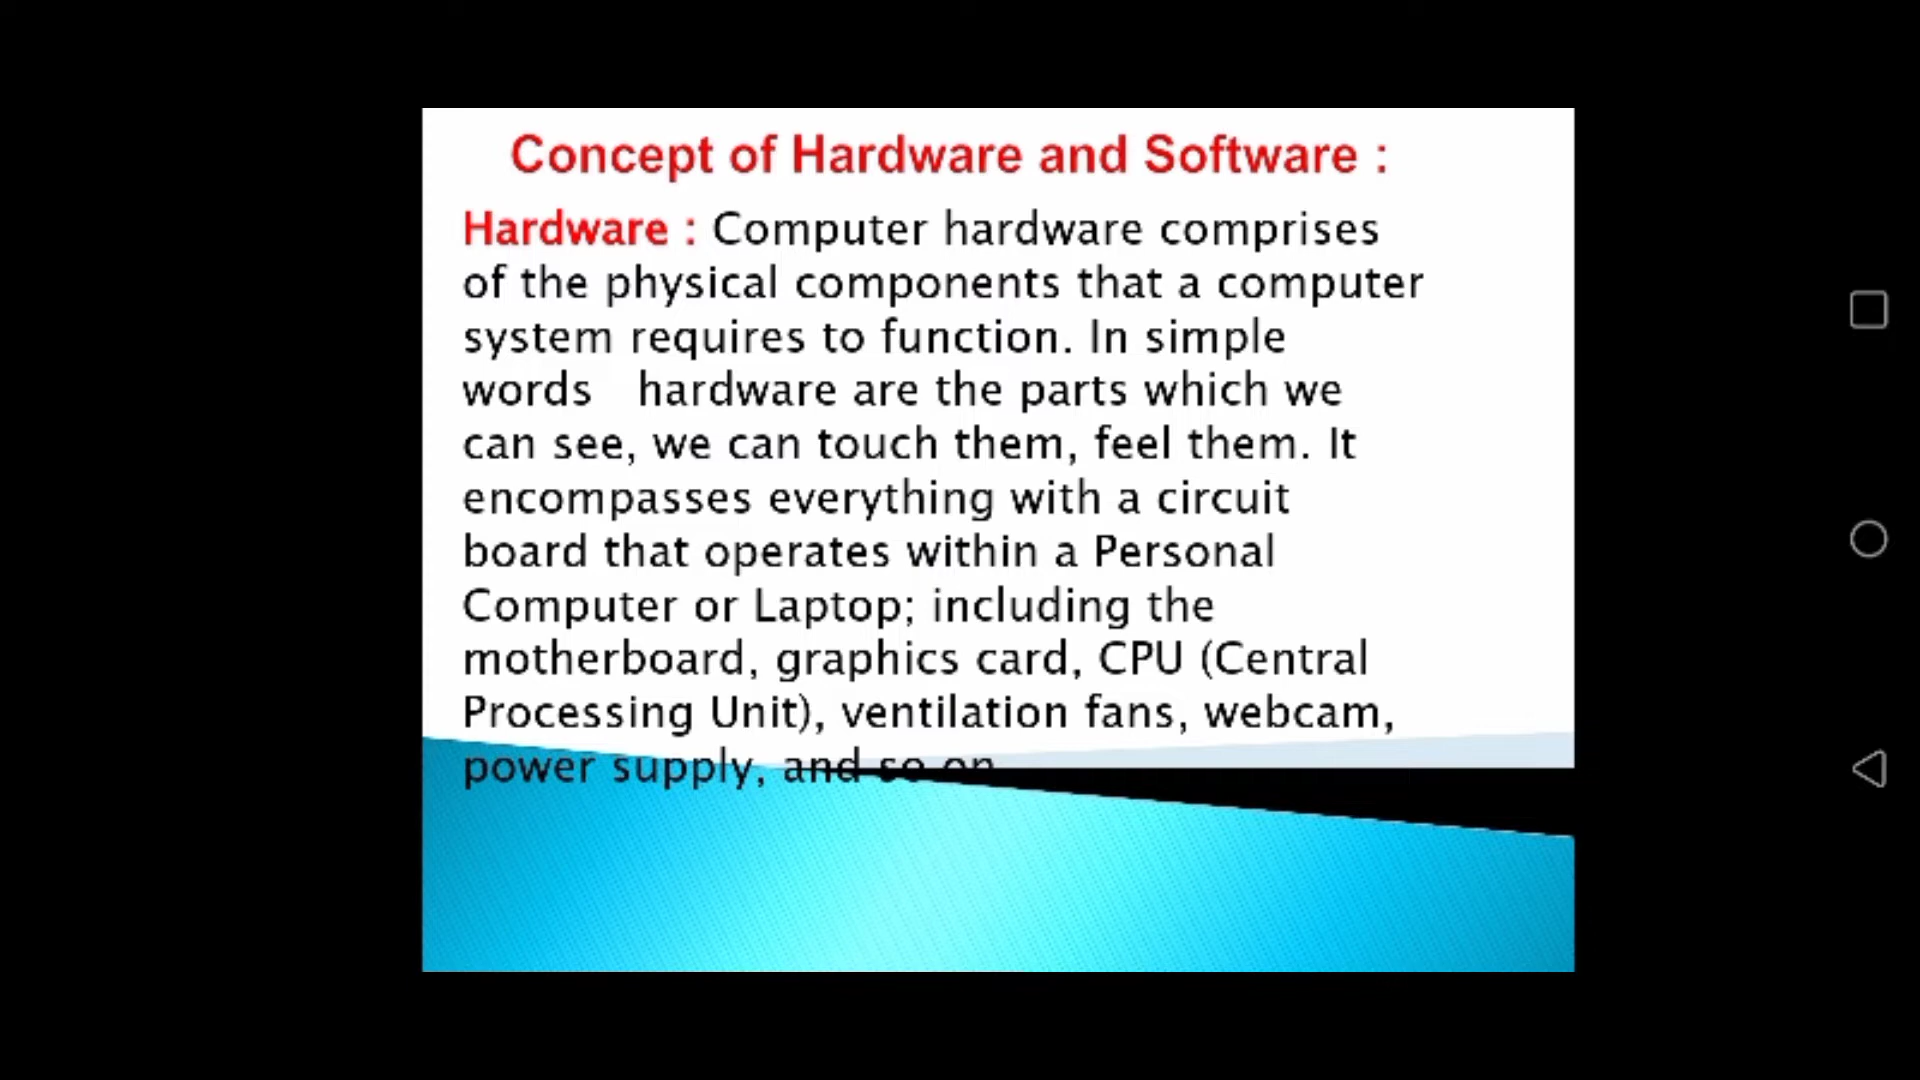 Concept of Hardware and Software :
Hardware : Computer hardware comprises
of the physical components that a computer
system requires to function. In simple
words hardware are the parts which we
can see, we can touch them, feel them. It
encompasses everything with a circuit
board that operates within a Personal
Computer or Laptop; including the
motherboard, graphics card, CPU (Central
Processing Unit), ventilation fans, webcam,
power supply, and so on